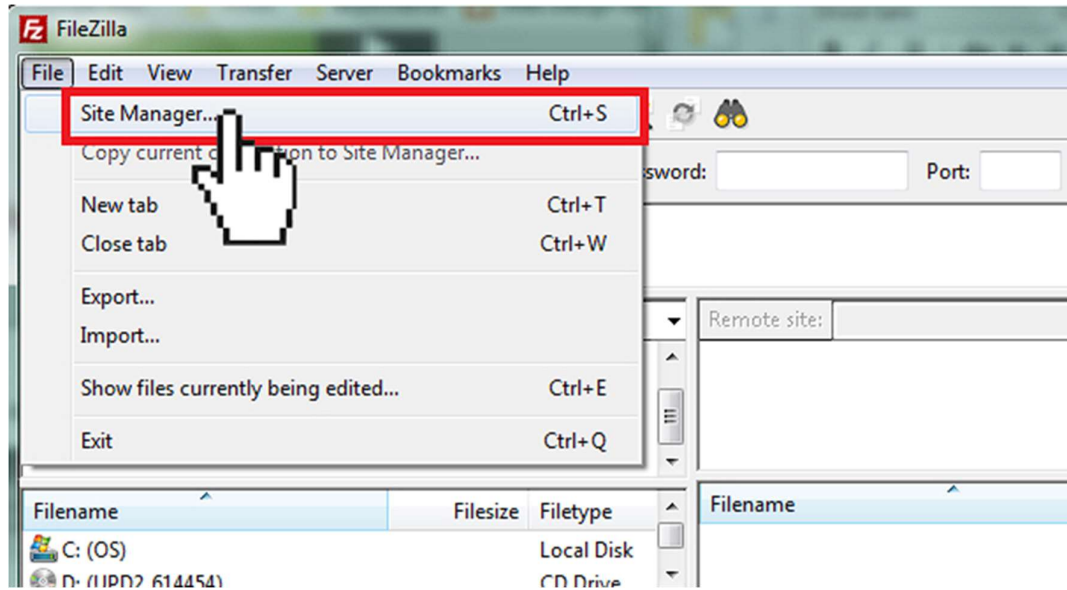 FileZilla
File Edit View Transfer Server Bookmarks Help
Site Manager... Ctrl+S
Copy current to Site Manager...
Password: Port:
New tab Ctrl+T
Close tab Ctrl+W
Export...
Remote site:
Import...
Show files currently being edited... Ctrl+E
Exit Ctrl+Q
Filename Filesize Filetype Filename
C: (OS) Local Disk
D: (UPD2_614454) CD Drive